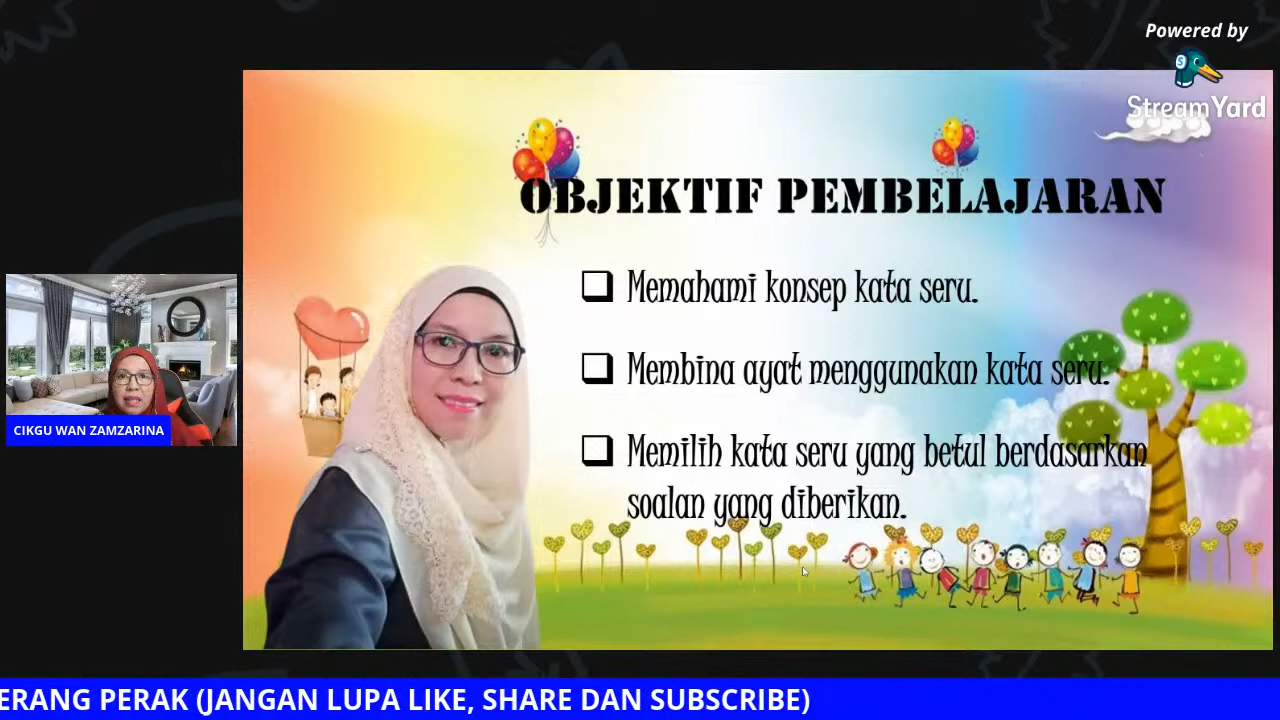 Powered by
StreamYard
OBJEKTIF PEMBELAJARAN
Memahami konsep kata seru.
Membina ayat menggunakan kata seru.
Memilih kata seru yang betul berdasarkan
soalan yang diberikan.
CIKGU WAN ZAMZARINA
ERANG PERAK (JANGAN LUPA LIKE, SHARE DAN SUBSCRIBE)